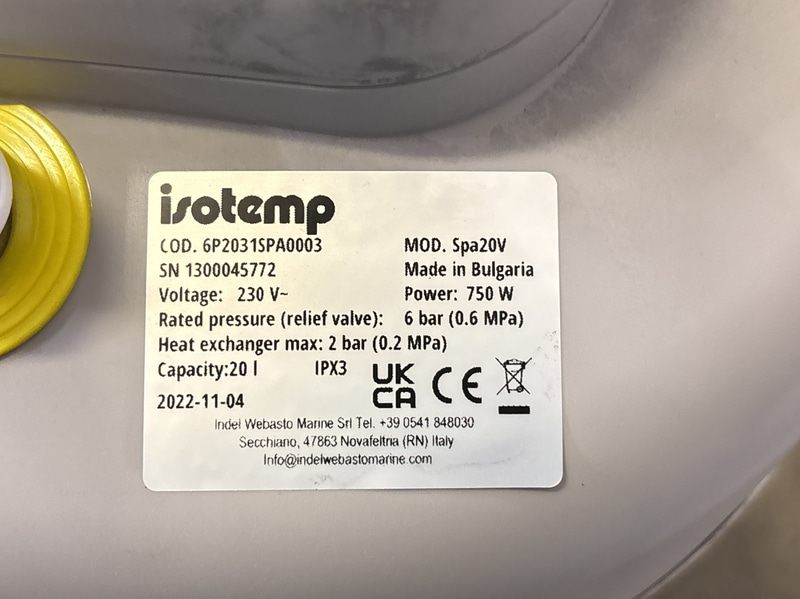 isotemp
COD. 6P2031SPA0003 MOD. Spa20V
SN 1300045772 Made in Bulgaria
Voltage: 230 V~ Power: 750 W
Rated pressure (relief valve): 6 bar (0.6 MPa)
Heat exchanger max: 2 bar (0.2 MPa)
Capacity:20 l IPX3 UK CA CE
2022-11-04
Indel Webasto Marine Srl Tel. +39 0541 848030
Secchiano, 47863 Novafeltria (RN) Italy
Info@indelwebastomarine.com